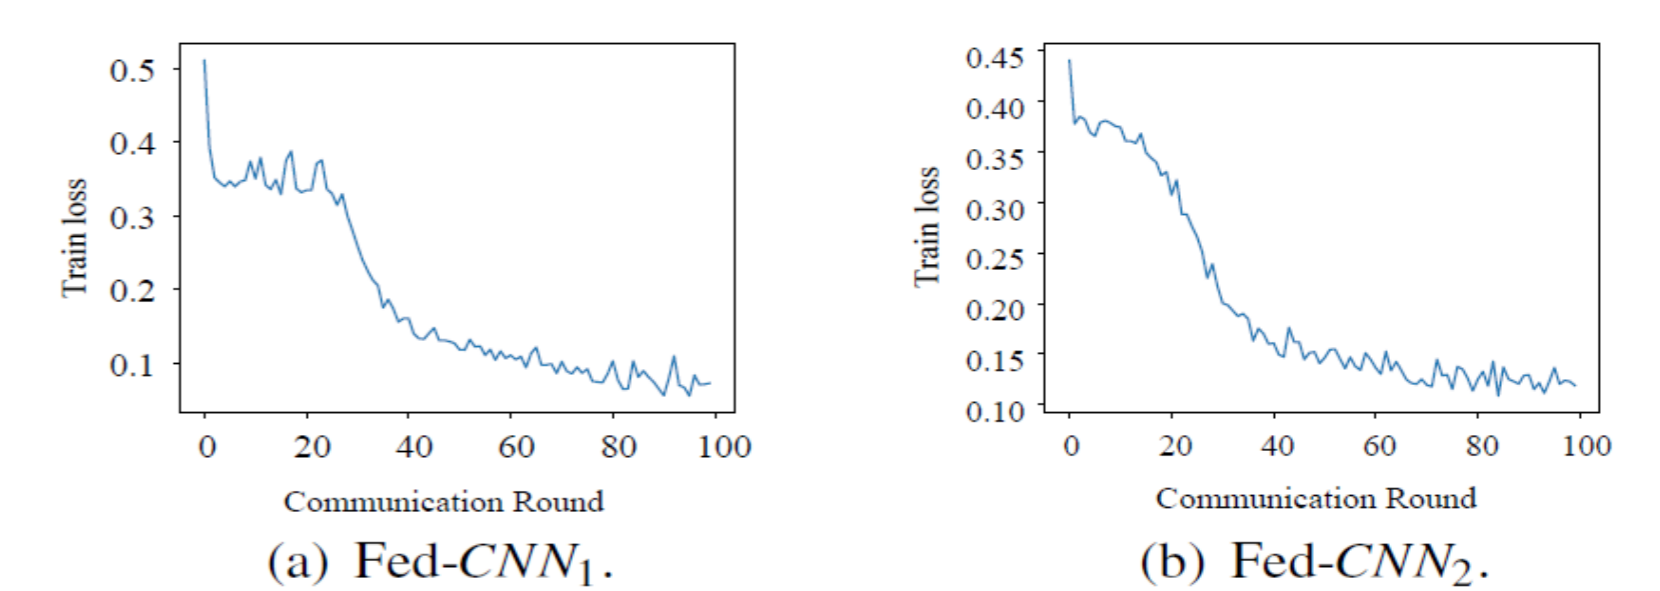 0.5
0.4
0.3
0.2
0.1
Train loss
0 20 40 60 80 100
Communication Round
(a) Fed-CNN₁.
0.45
0.40
0.35
0.30
0.25
0.20
0.15
0.10
Train loss
0 20 40 60 80 100
Communication Round
(b) Fed-CNN₂.